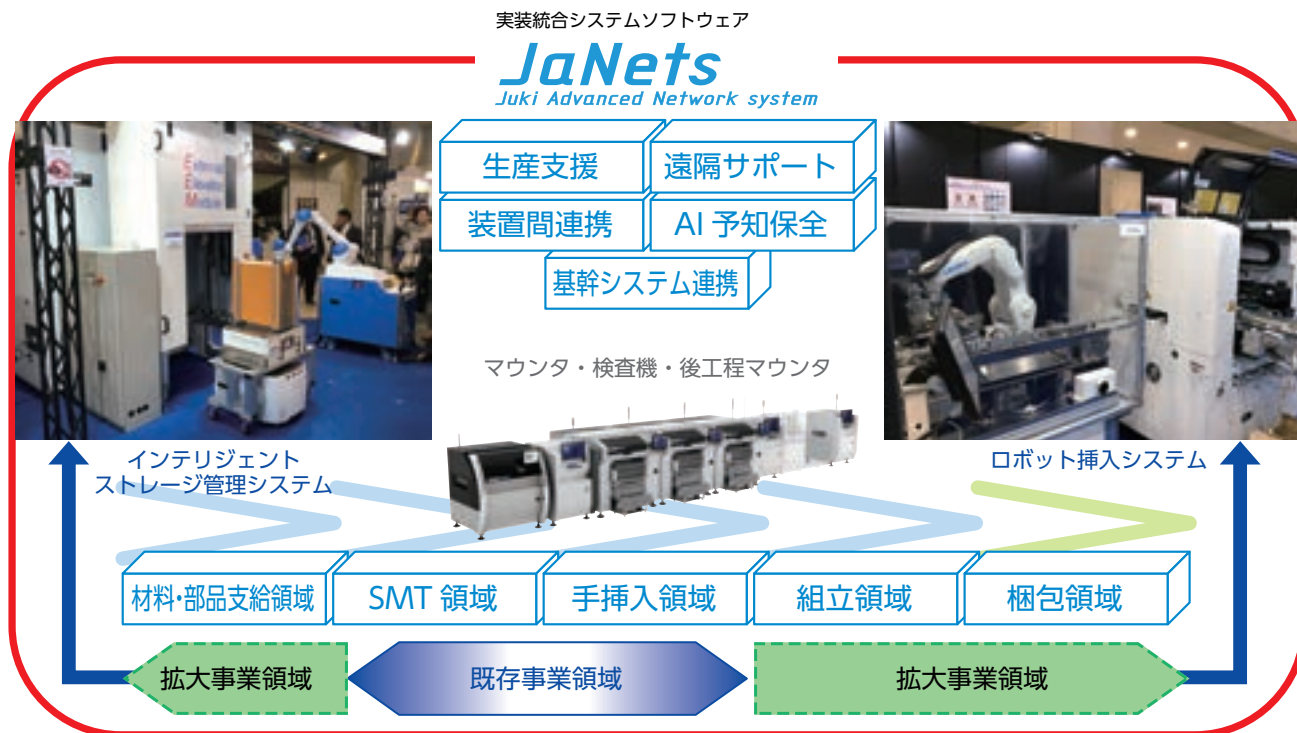 実装統合システムソフトウェア
JaNets
Juki Advanced Network system
生産支援
遠隔サポート
装置間連携
AI 予知保全
基幹システム連携
External
Elevator
Module
マウンタ・検査機・後工程マウンタ
インテリジェント
ストレージ管理システム
ロボット挿入システム
材料・部品支給領域
SMT 領域
手挿入領域
組立領域
梱包領域
拡大事業領域
既存事業領域
拡大事業領域